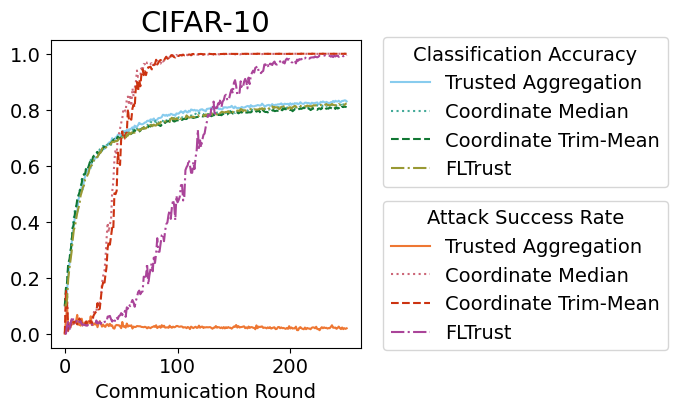 CIFAR-10
1.0
0.8
0.6
0.4
0.2
0.0
0
100
200
Communication Round
Classification Accuracy
Trusted Aggregation
Coordinate Median
Coordinate Trim-Mean
FLTrust
Attack Success Rate
Trusted Aggregation
Coordinate Median
Coordinate Trim-Mean
FLTrust